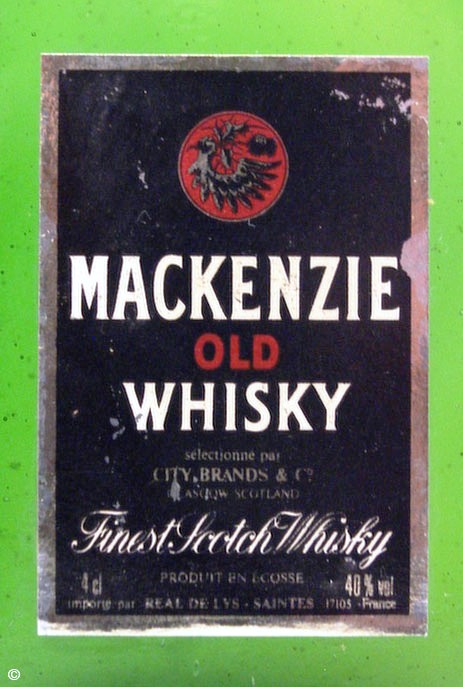 MACKENZIE
OLD
WHISKY
sélectionné par
CITY BRANDS & Cº
GLASGOW SCOTLAND
Finest Scotch Whisky
PRODUIT EN ECOSSE
4 cl 40 % vol
importé par REAL DE LYS - SAINTES 17105 - France
©